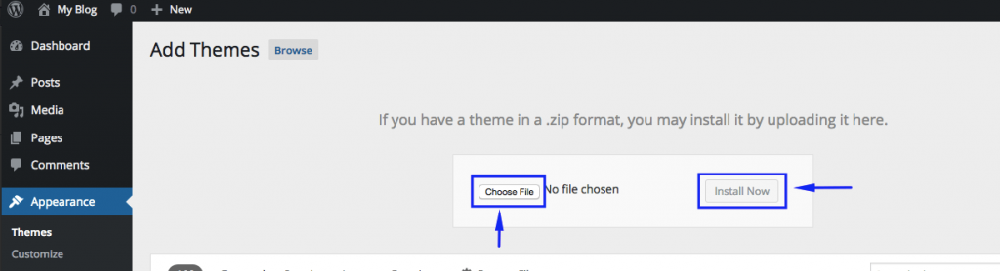 My Blog 0 + New
Dashboard
Add Themes Browse
Posts
Media
If you have a theme in a .zip format, you may install it by uploading it here.
Pages
Comments
Choose File No file chosen Install Now
Appearance
Themes
Customize